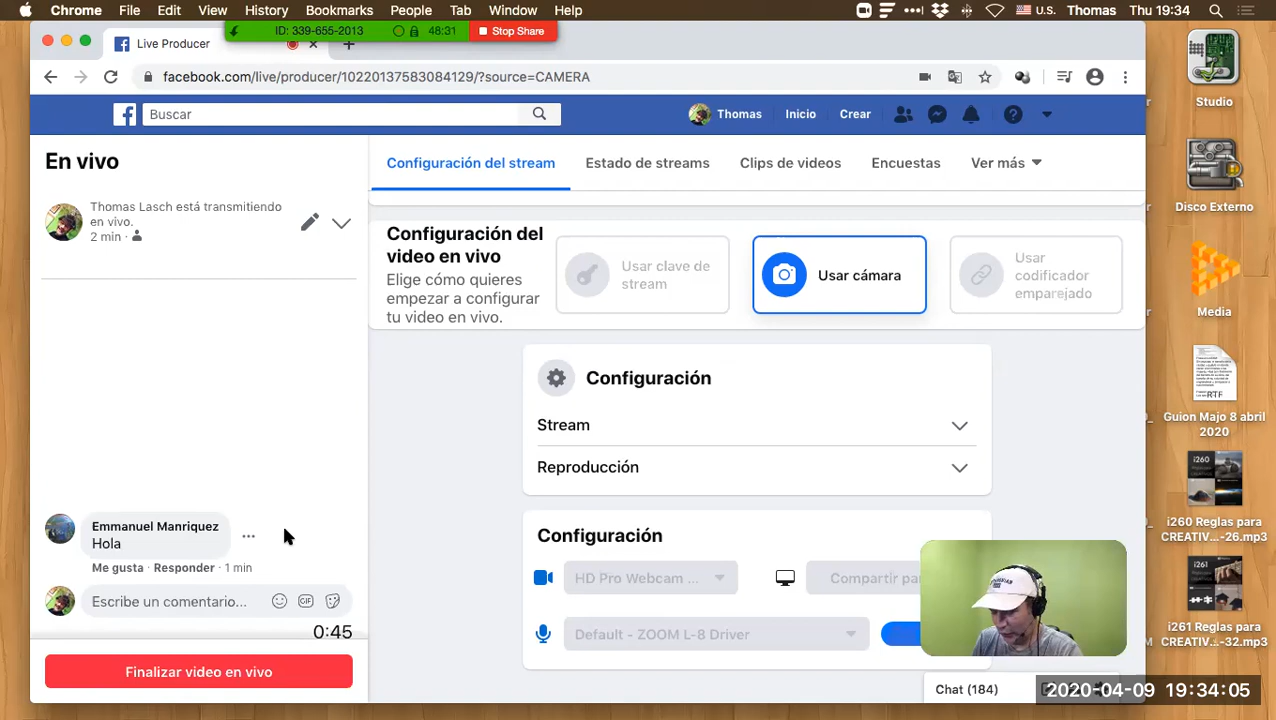 Chrome File Edit View History Bookmarks People Tab Window Help U.S. Thomas Thu 19:34
ID: 339-655-2013 48:31 Stop Share
Live Producer
facebook.com/live/producer/10220137583084129/?source=CAMERA
Buscar
Thomas Inicio Crear
En vivo
Configuración del stream Estado de streams Clips de videos Encuestas Ver más
Thomas Lasch está transmitiendo
en vivo.
2 min ·
Configuración del
video en vivo
Elige cómo quieres
empezar a configurar
tu video en vivo.
Usar clave de
stream
Usar cámara
Usar
codificador
emparejado
Configuración
Stream
Reproducción
Configuración
HD Pro Webcam ...
Compartir pa
Default - ZOOM L-8 Driver
Emmanuel Manriquez
Hola
Me gusta · Responder · 1 min
Escribe un comentario...
GIF
0:45
Finalizar video en vivo
Chat (184)
2020-04-09 19:34:05
Studio
Disco Externo
Media
RTF
Guion Majo 8 abril
2020
i260
i260 Reglas para
CREATIV...-26.mp3
i261
i261 Reglas para
CREATIV...-32.mp3